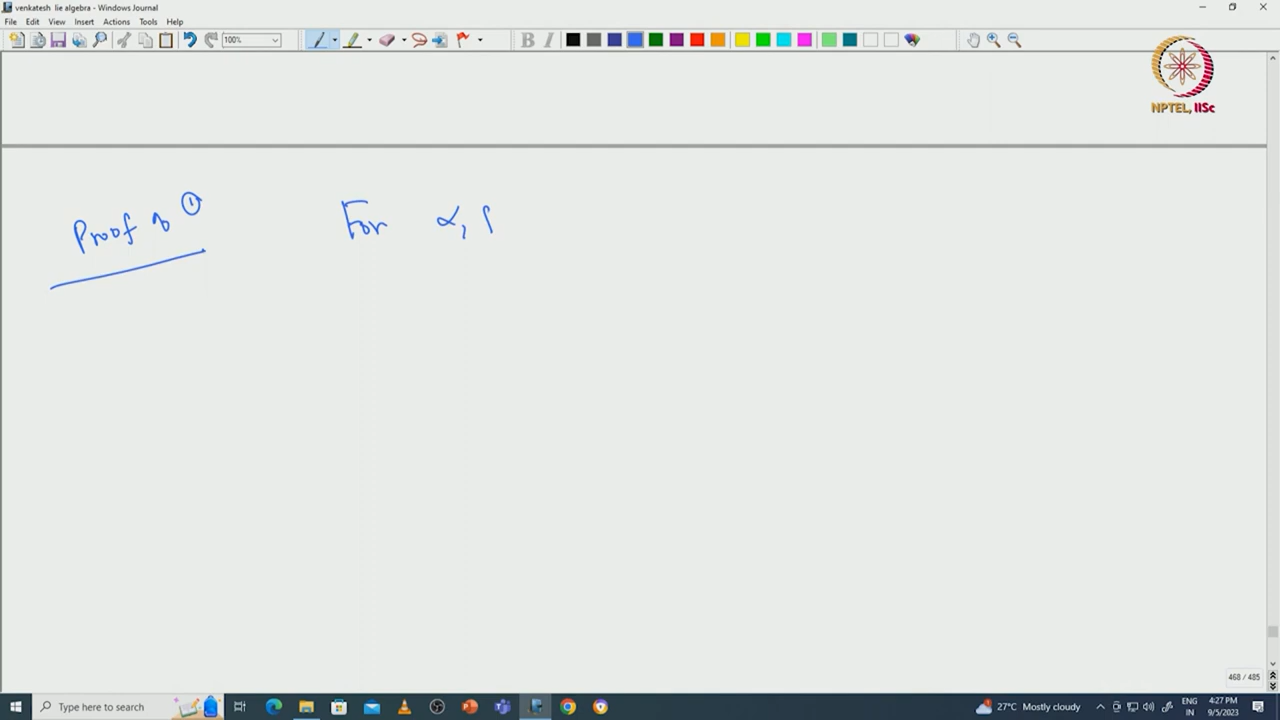 venkatesh lie algebra - Windows Journal
File Edit View Insert Actions Tools Help
100%
NPTEL, IISc
Proof of ① For α,
468 / 485
Type here to search
27°C Mostly cloudy
ENG
IN
4:27 PM
9/5/2023